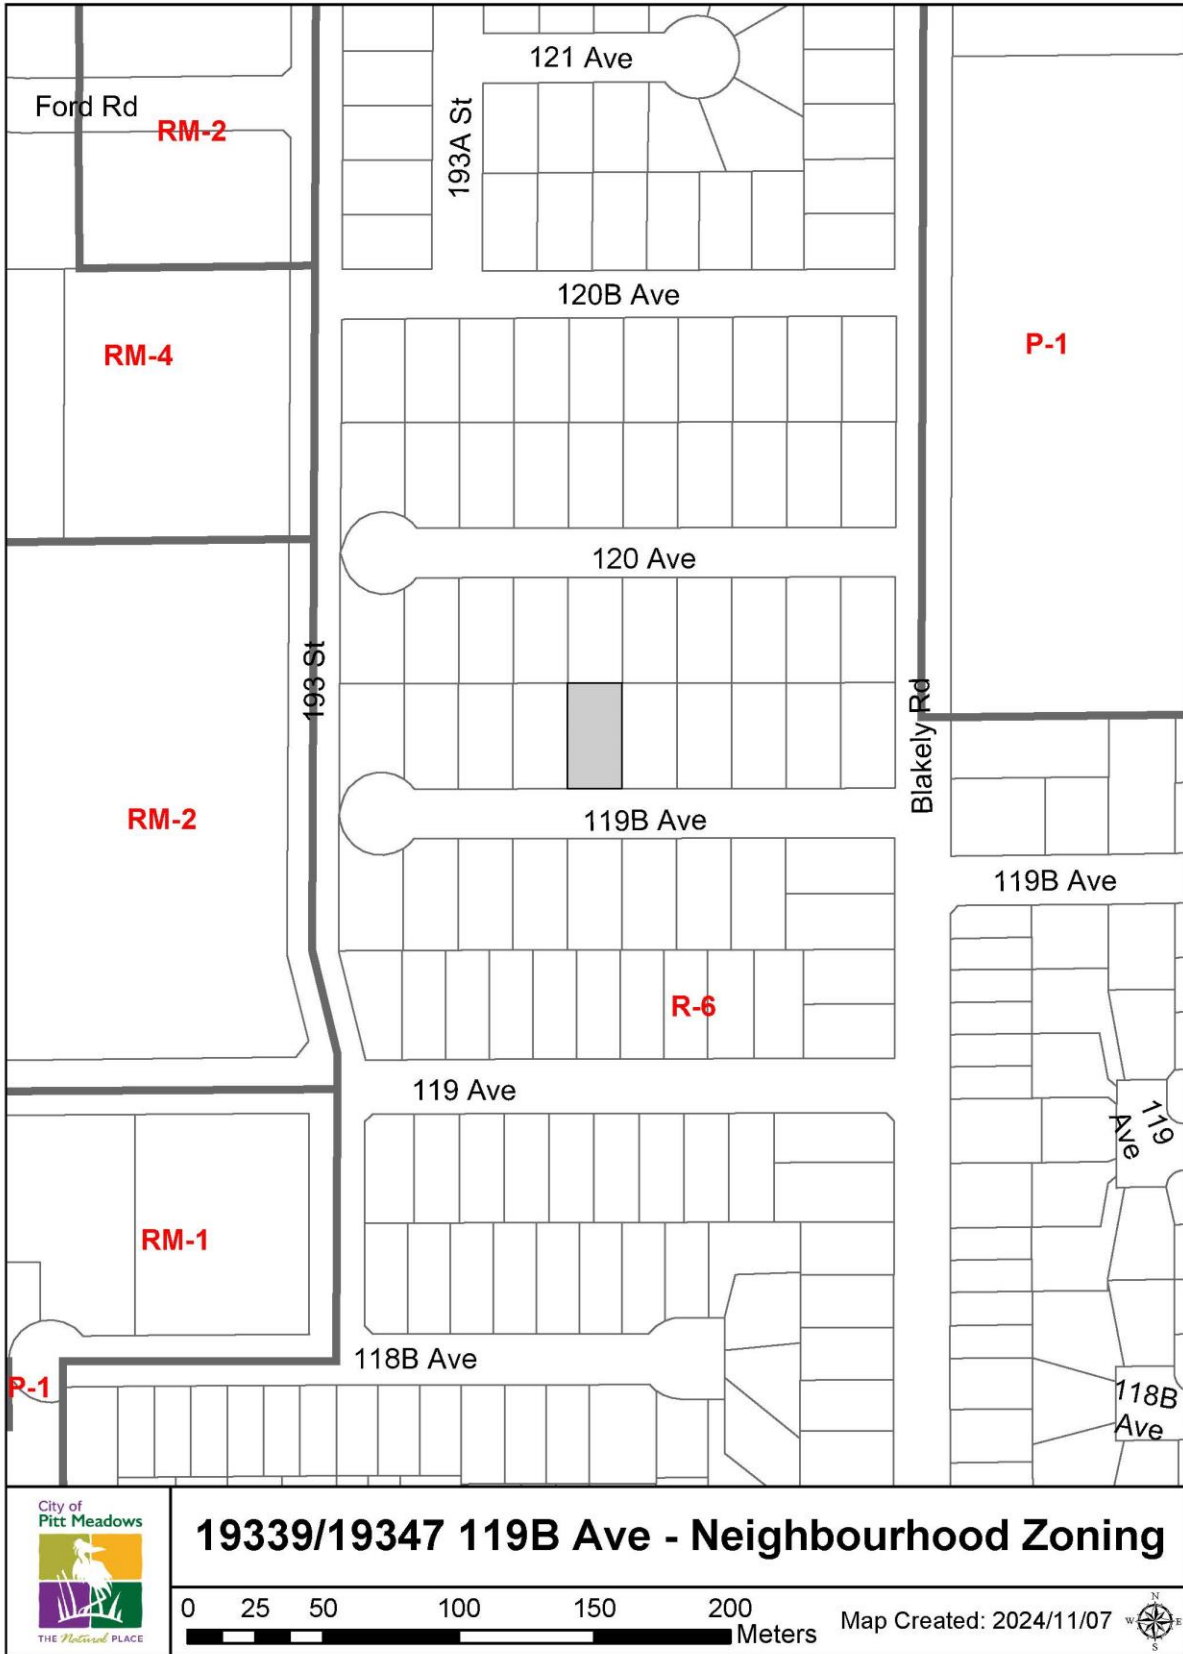 121 Ave
Ford Rd
RM-2
193A St
120B Ave
P-1
RM-4
120 Ave
193 St
Blakely Rd
RM-2
119B Ave
119B Ave
R-6
119 Ave
119
Ave
RM-1
118B Ave
P-1
118B
Ave
City of
Pitt Meadows
THE Natural PLACE
19339/19347 119B Ave - Neighbourhood Zoning
0 25 50 100 150 200
Meters
Map Created: 2024/11/07
N
W E
S